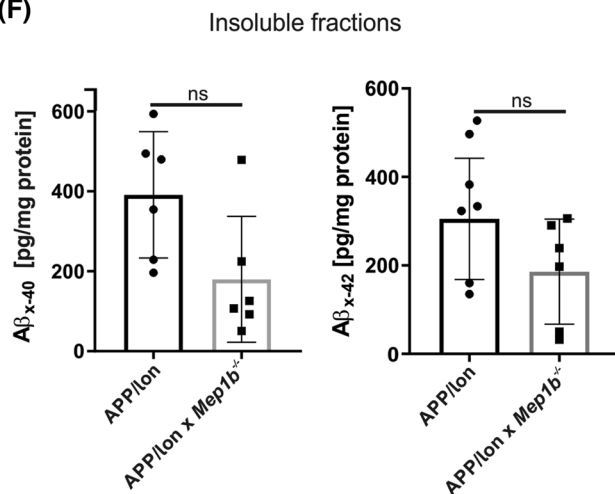 (F)
Insoluble fractions
Aβx-40 [pg/mg protein]
600
400
200
0
ns
APP/lon
APP/lon x Mep1b-/-
Aβx-42 [pg/mg protein]
600
400
200
0
ns
APP/lon
APP/lon x Mep1b-/-